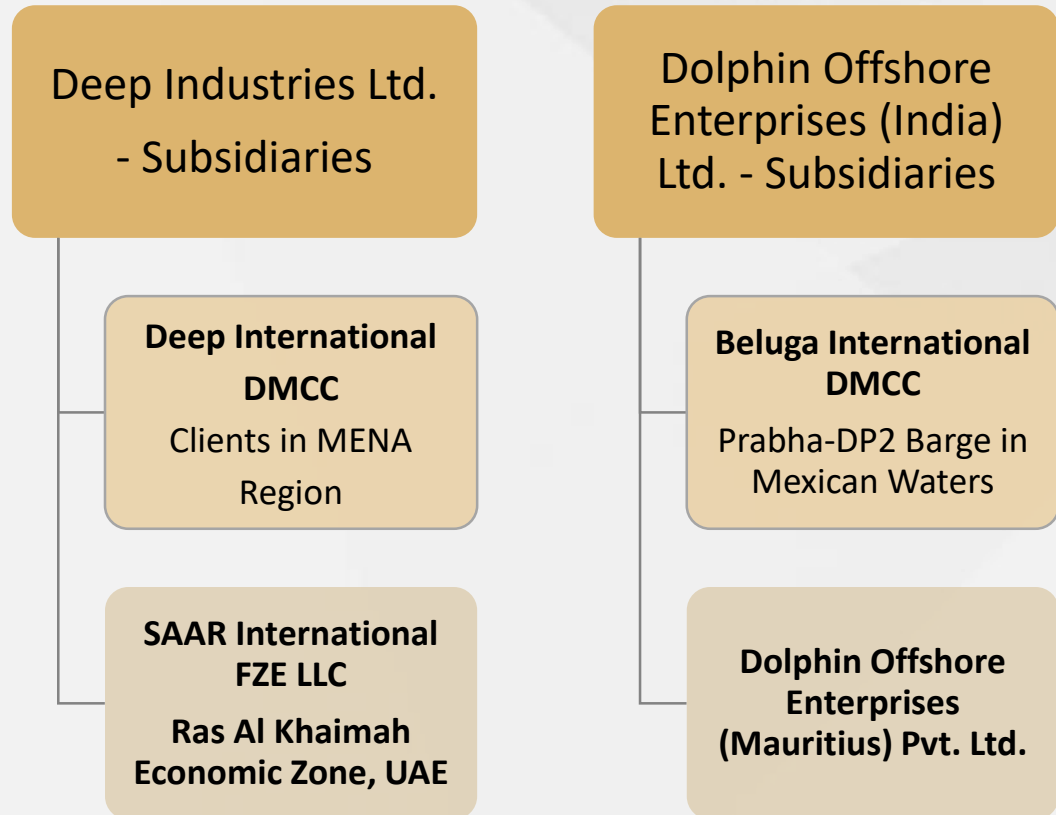 Deep Industries Ltd.
- Subsidiaries
Deep International
DMCC
Clients in MENA
Region
SAAR International
FZE LLC
Ras Al Khaimah
Economic Zone, UAE
Dolphin Offshore
Enterprises (India)
Ltd. - Subsidiaries
Beluga International
DMCC
Prabha-DP2 Barge in
Mexican Waters
Dolphin Offshore
Enterprises
(Mauritius) Pvt. Ltd.